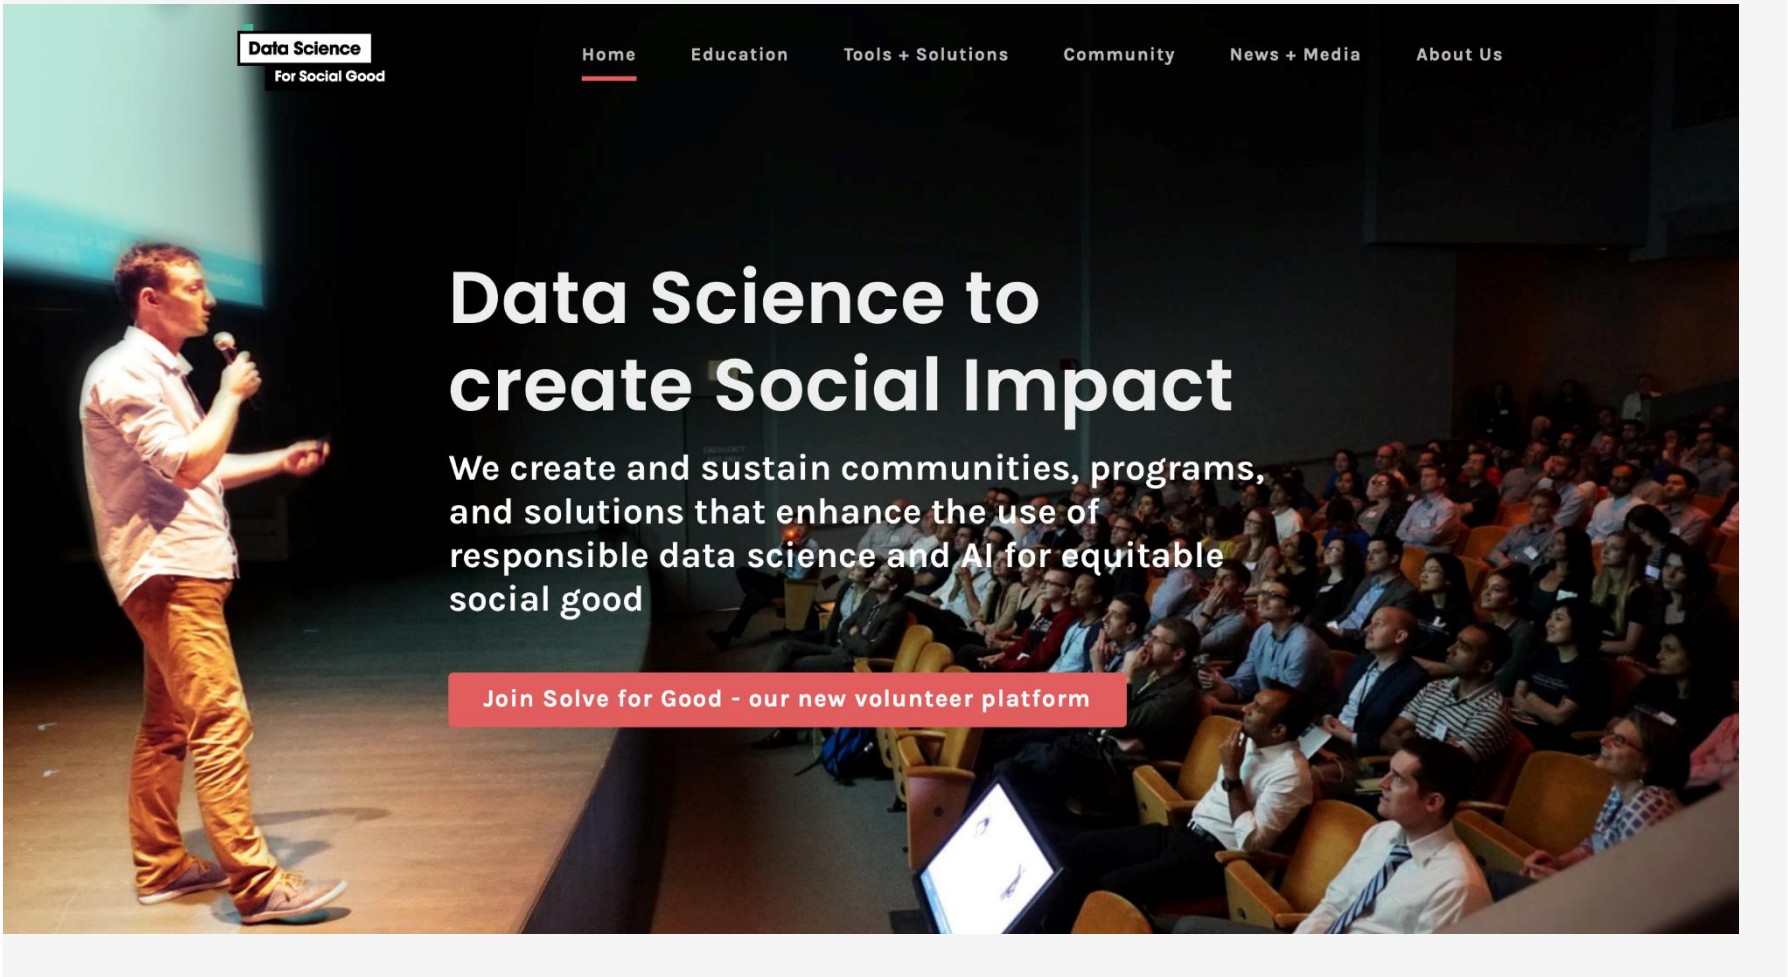 Data Science
For Social Good
Home Education Tools + Solutions Community News + Media About Us
Data Science to
create Social Impact
We create and sustain communities, programs,
and solutions that enhance the use of
responsible data science and AI for equitable
social good
Join Solve for Good - our new volunteer platform